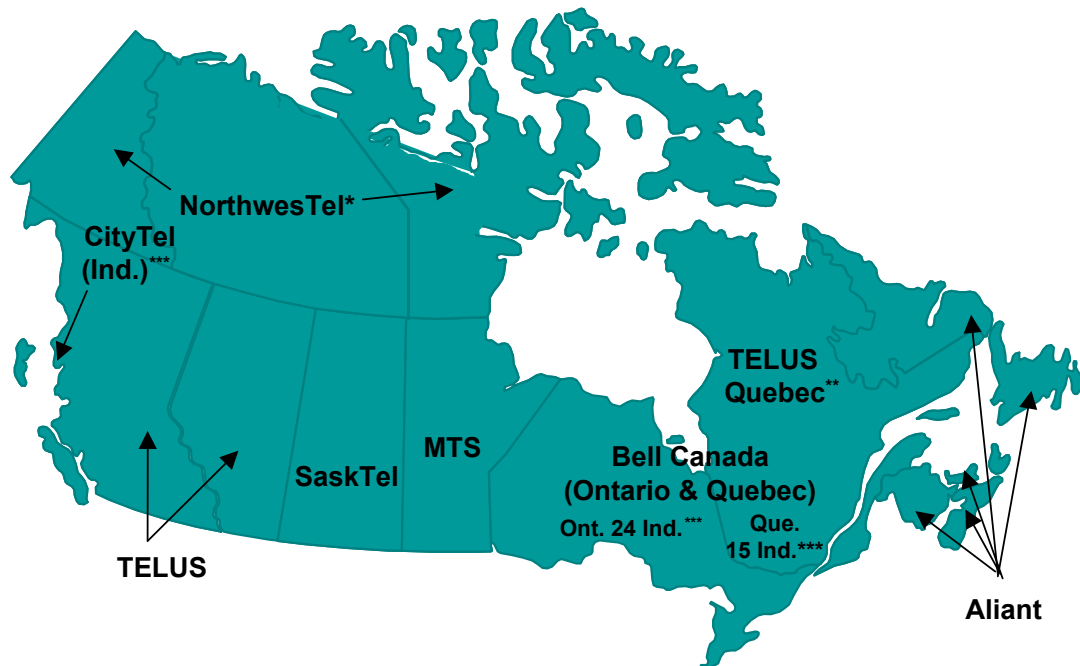 NorthwesTel*
CityTel
(Ind.)***
TELUS
Quebec**
MTS
SaskTel
Bell Canada
(Ontario & Quebec)
Ont. 24 Ind.***
Que.
15 Ind.***
TELUS
Aliant